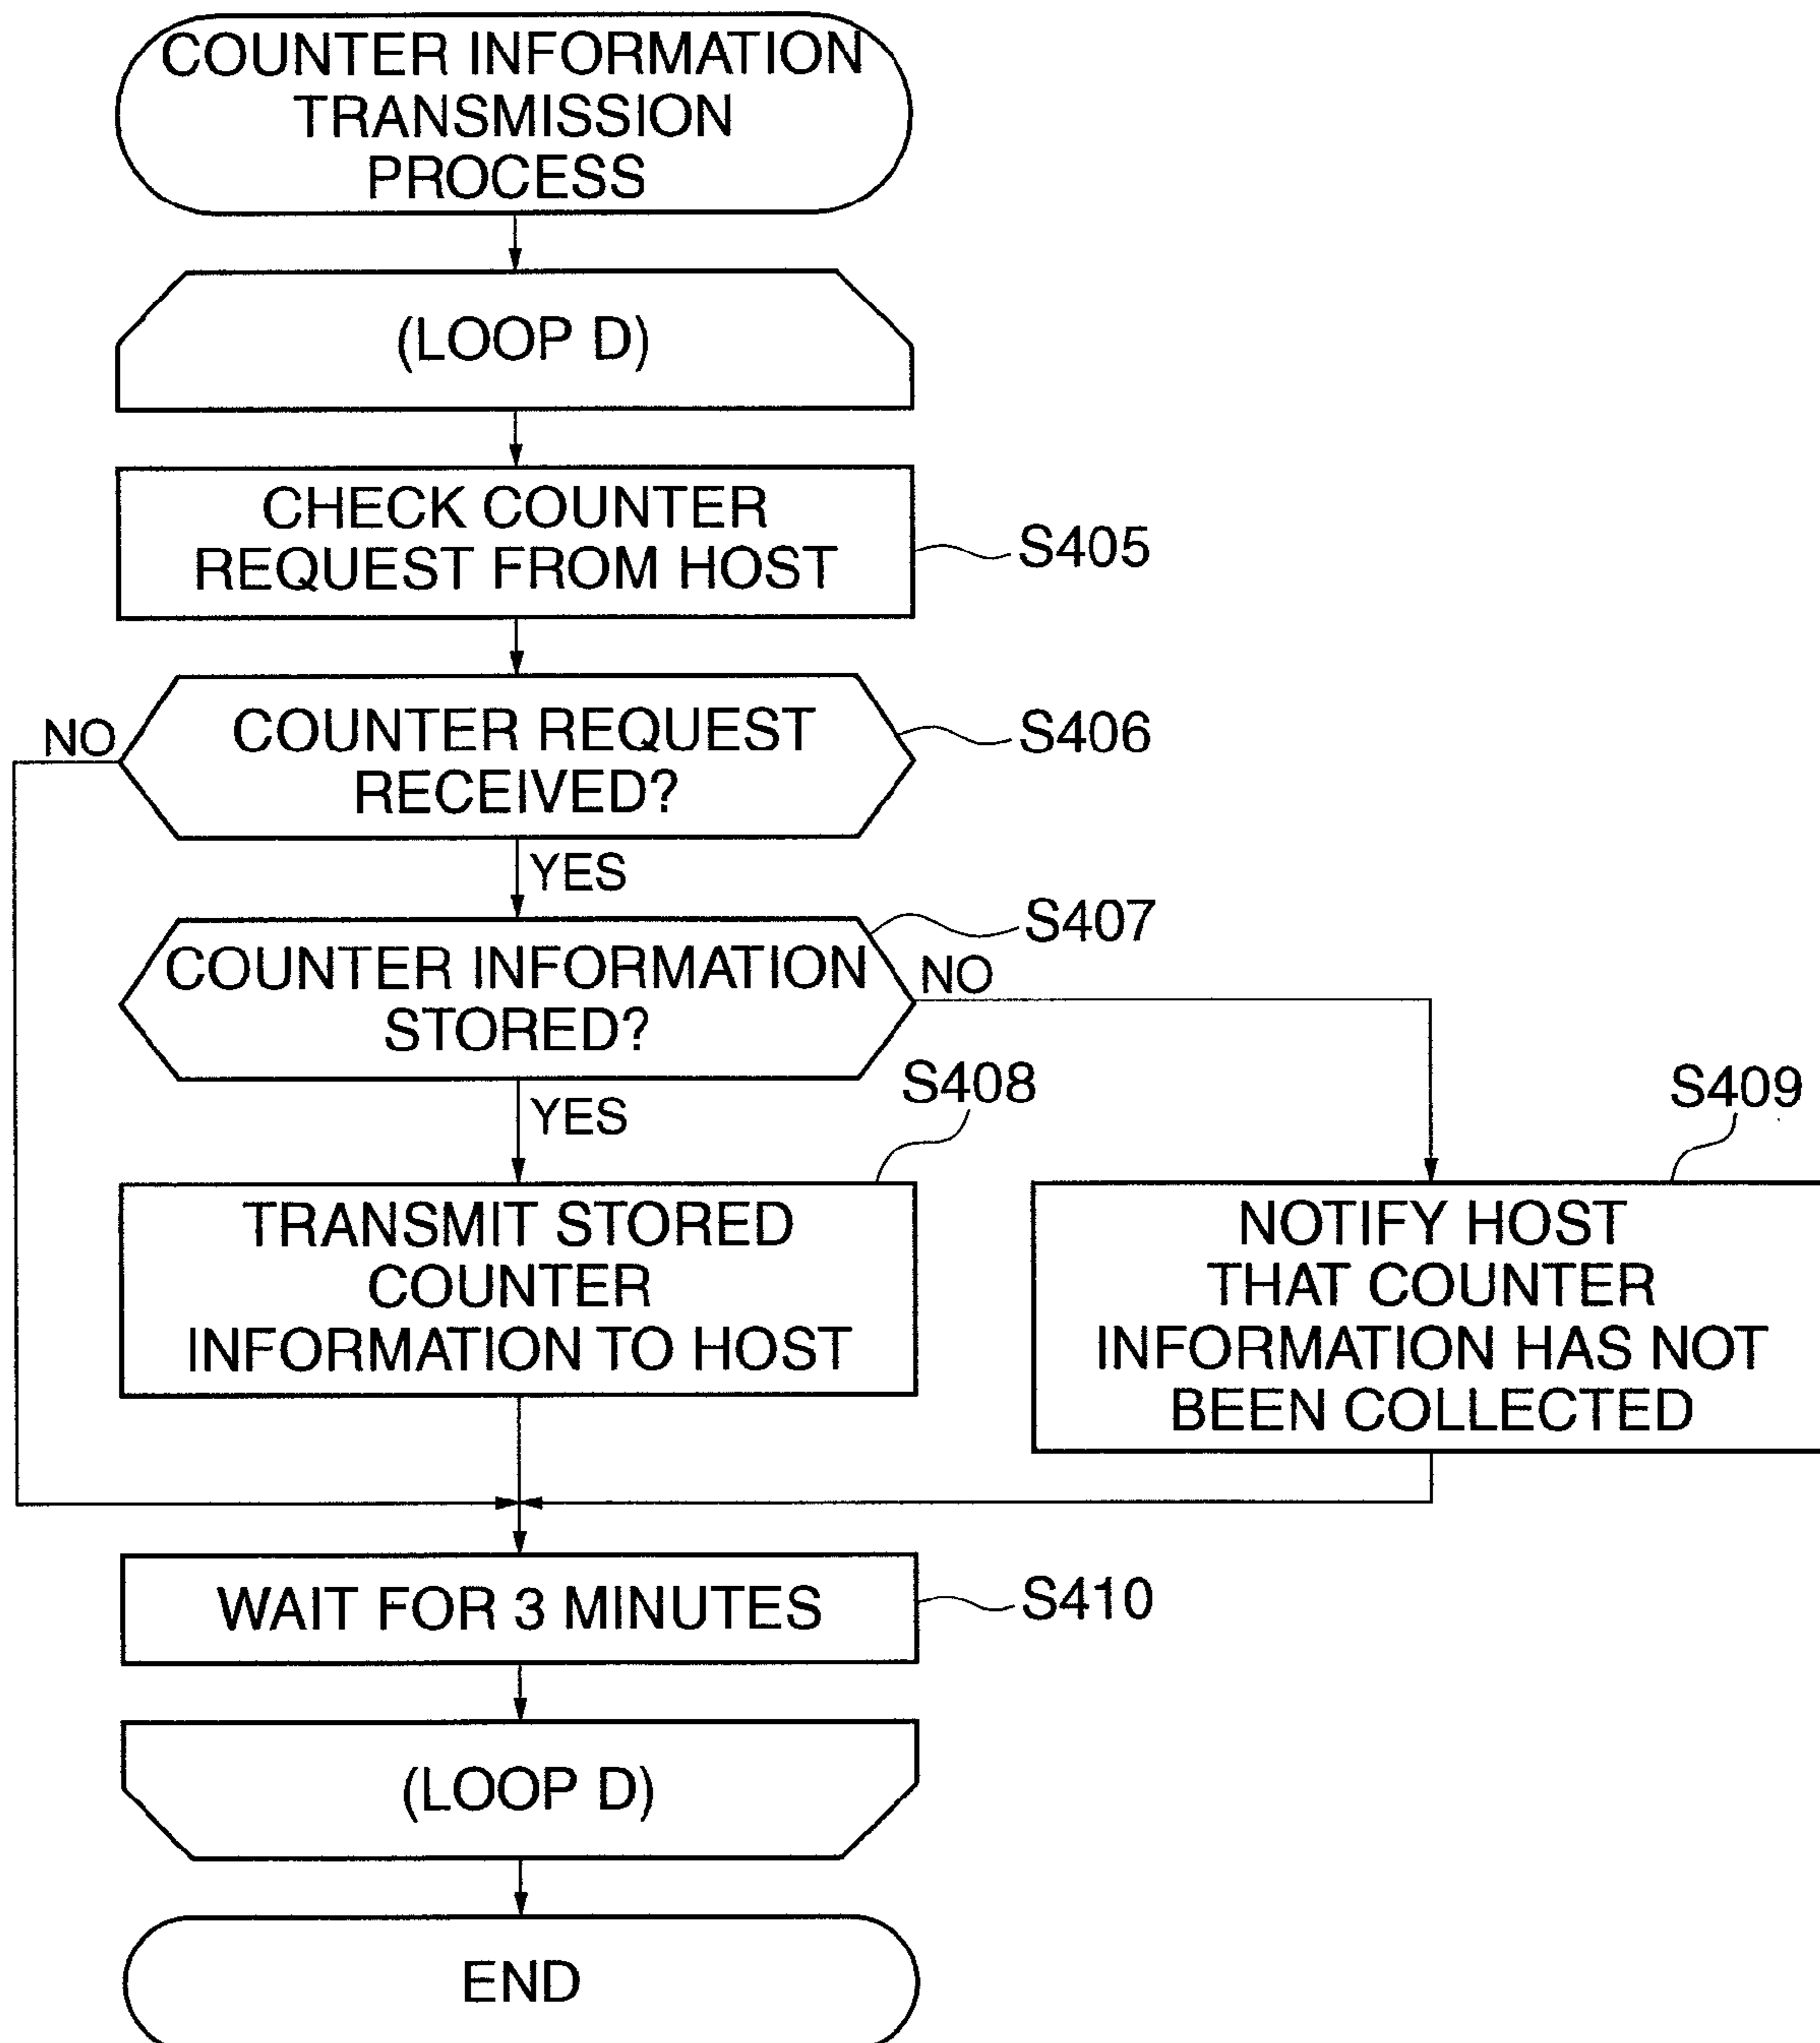 COUNTER INFORMATION
TRANSMISSION
PROCESS
(LOOP D)
CHECK COUNTER
REQUEST FROM HOST
S405
COUNTER REQUEST
RECEIVED?
S406
NO
YES
S407
COUNTER INFORMATION
STORED?
NO
YES
S408
S409
TRANSMIT STORED
COUNTER
INFORMATION TO HOST
NOTIFY HOST
THAT COUNTER
INFORMATION HAS NOT
BEEN COLLECTED
WAIT FOR 3 MINUTES
S410
(LOOP D)
END